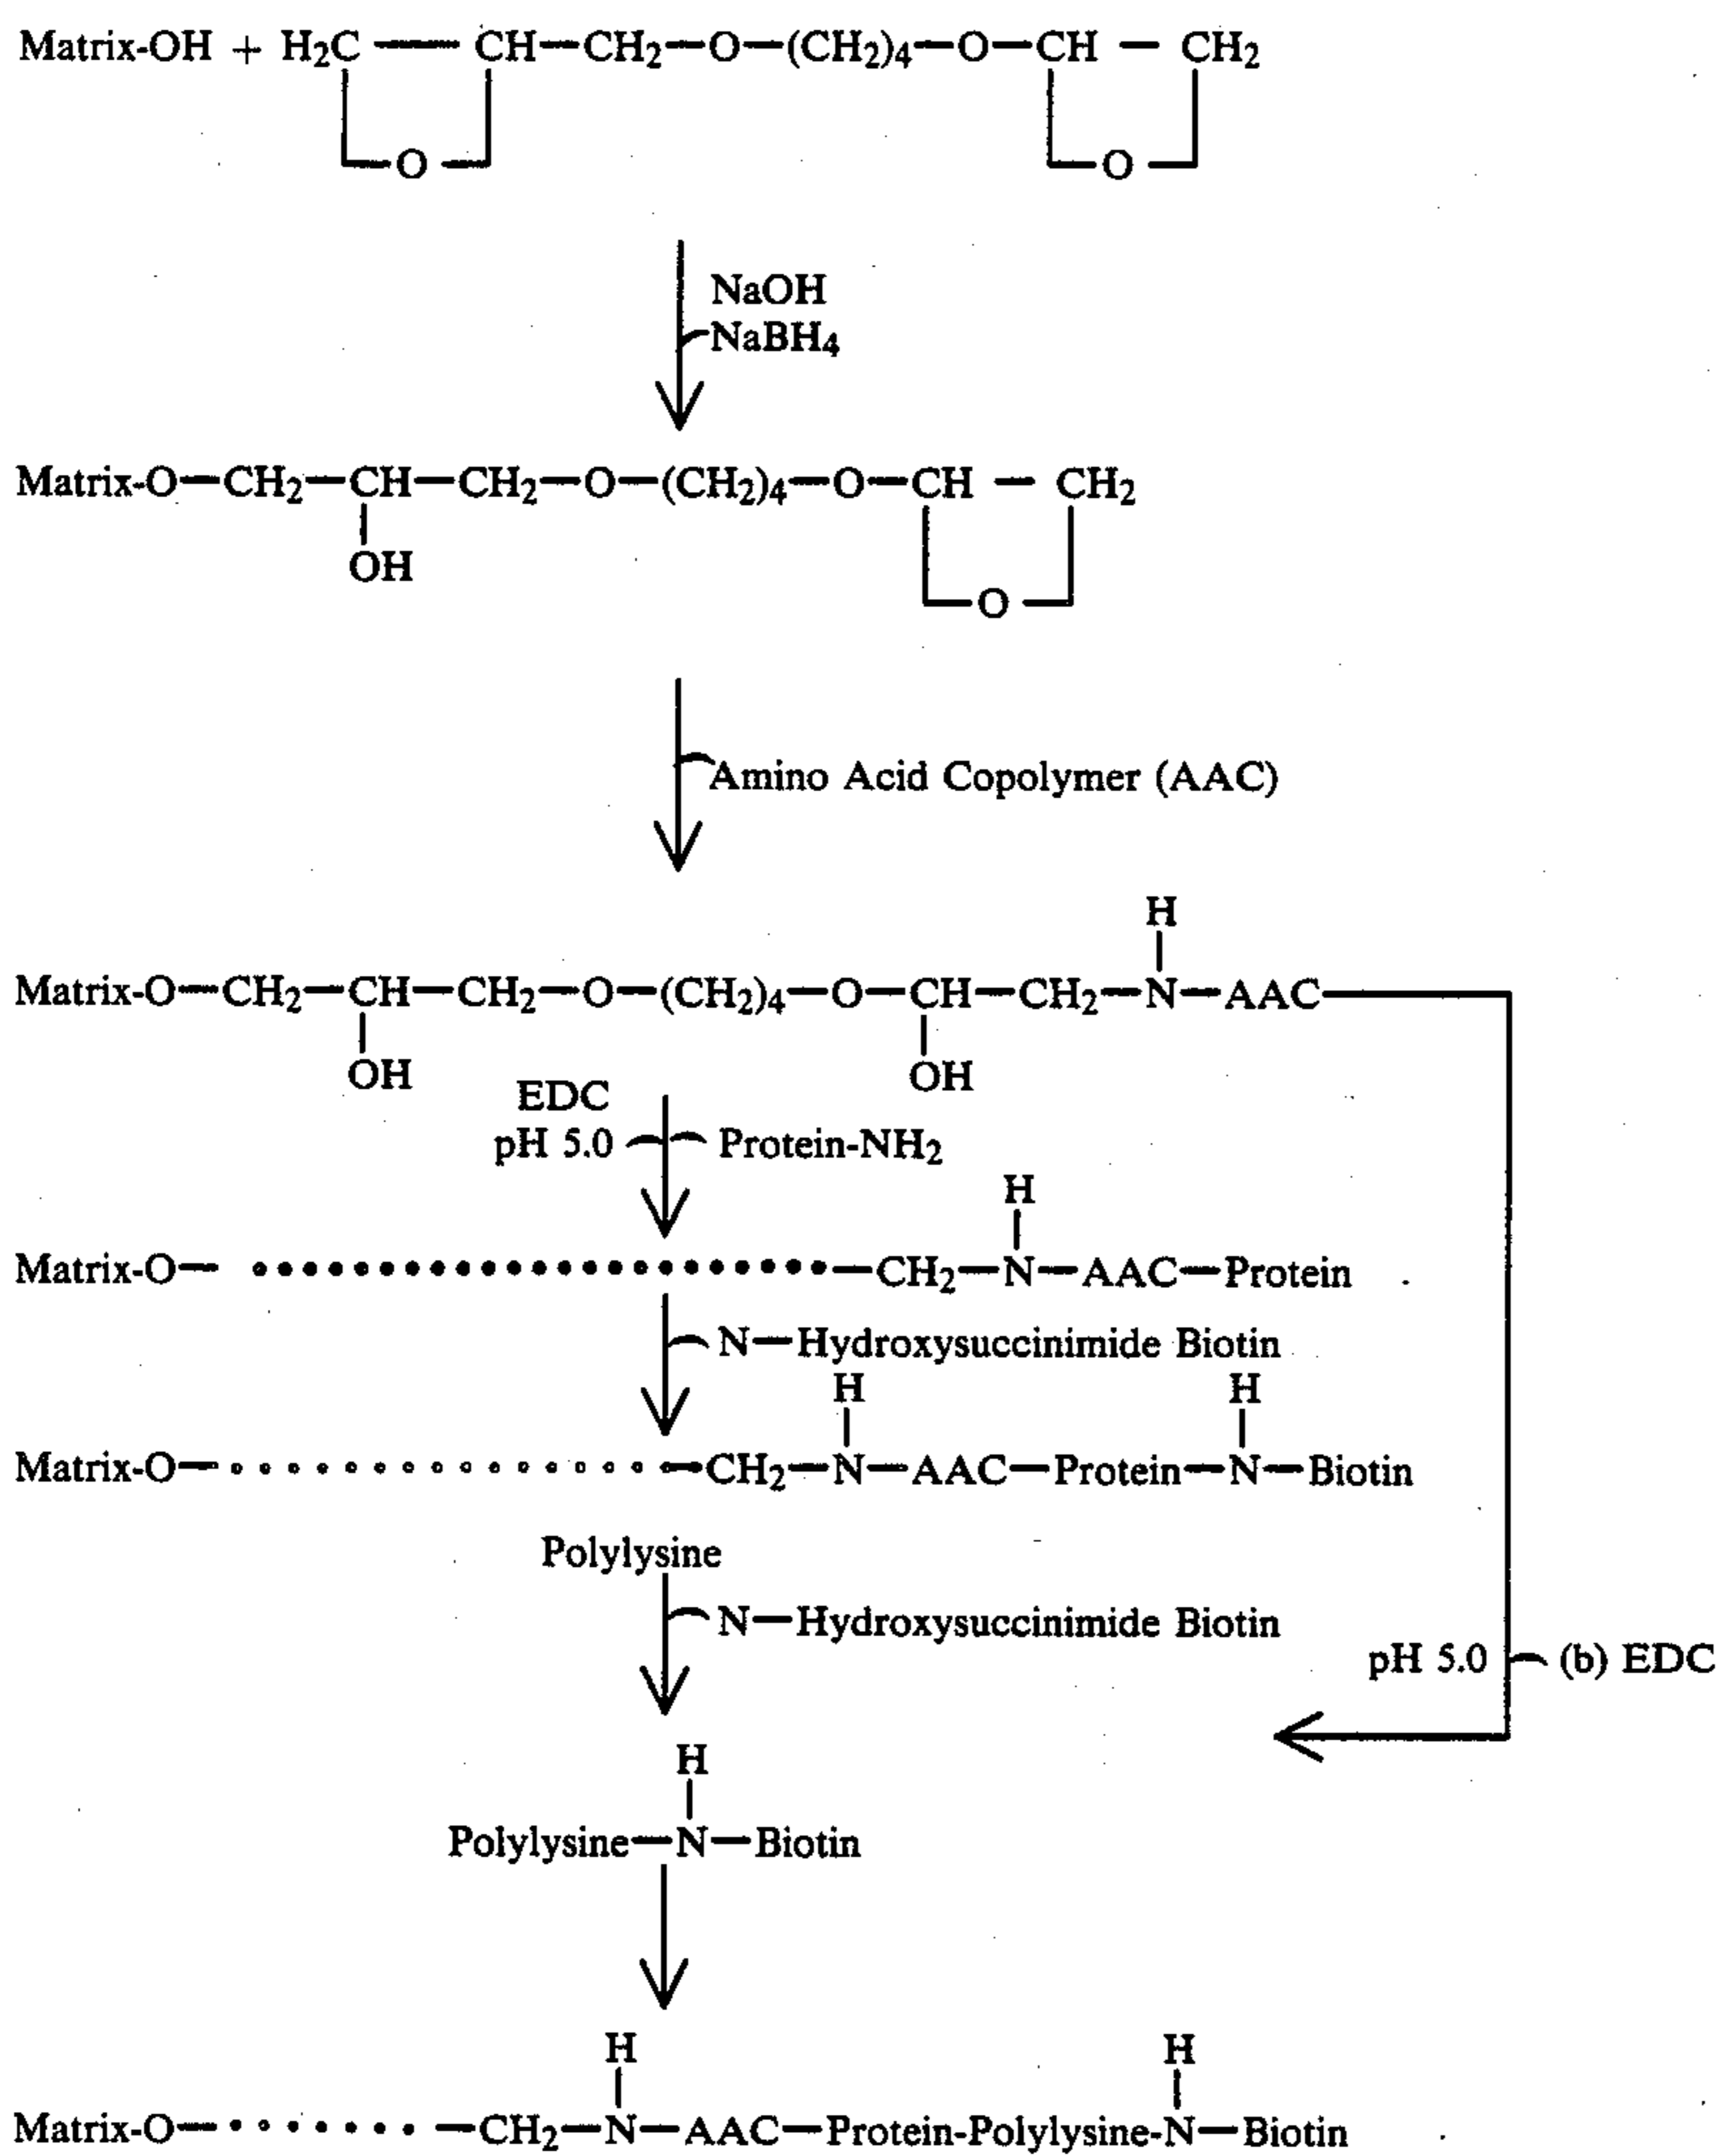 Matrix-OH + H₂C — CH—CH₂—O—(CH₂)₄—O—CH — CH₂
O O
NaOH
NaBH₄
Matrix-O—CH₂—CH—CH₂—O—(CH₂)₄—O—CH — CH₂
OH
O
Amino Acid Copolymer (AAC)
H
Matrix-O—CH₂—CH—CH₂—O—(CH₂)₄—O—CH—CH₂—N—AAC
OH OH
EDC
pH 5.0 Protein-NH₂
H
Matrix-O— •••••••••••••••••••••••—CH₂—N—AAC—Protein
N—Hydroxysuccinimide Biotin
H H
Matrix-O—••••••••••••••••—CH₂—N—AAC—Protein—N—Biotin
Polylysine
N—Hydroxysuccinimide Biotin
pH 5.0 (b) EDC
H
Polylysine—N—Biotin
H H
Matrix-O—••••••••—CH₂—N—AAC—Protein-Polylysine-N—Biotin